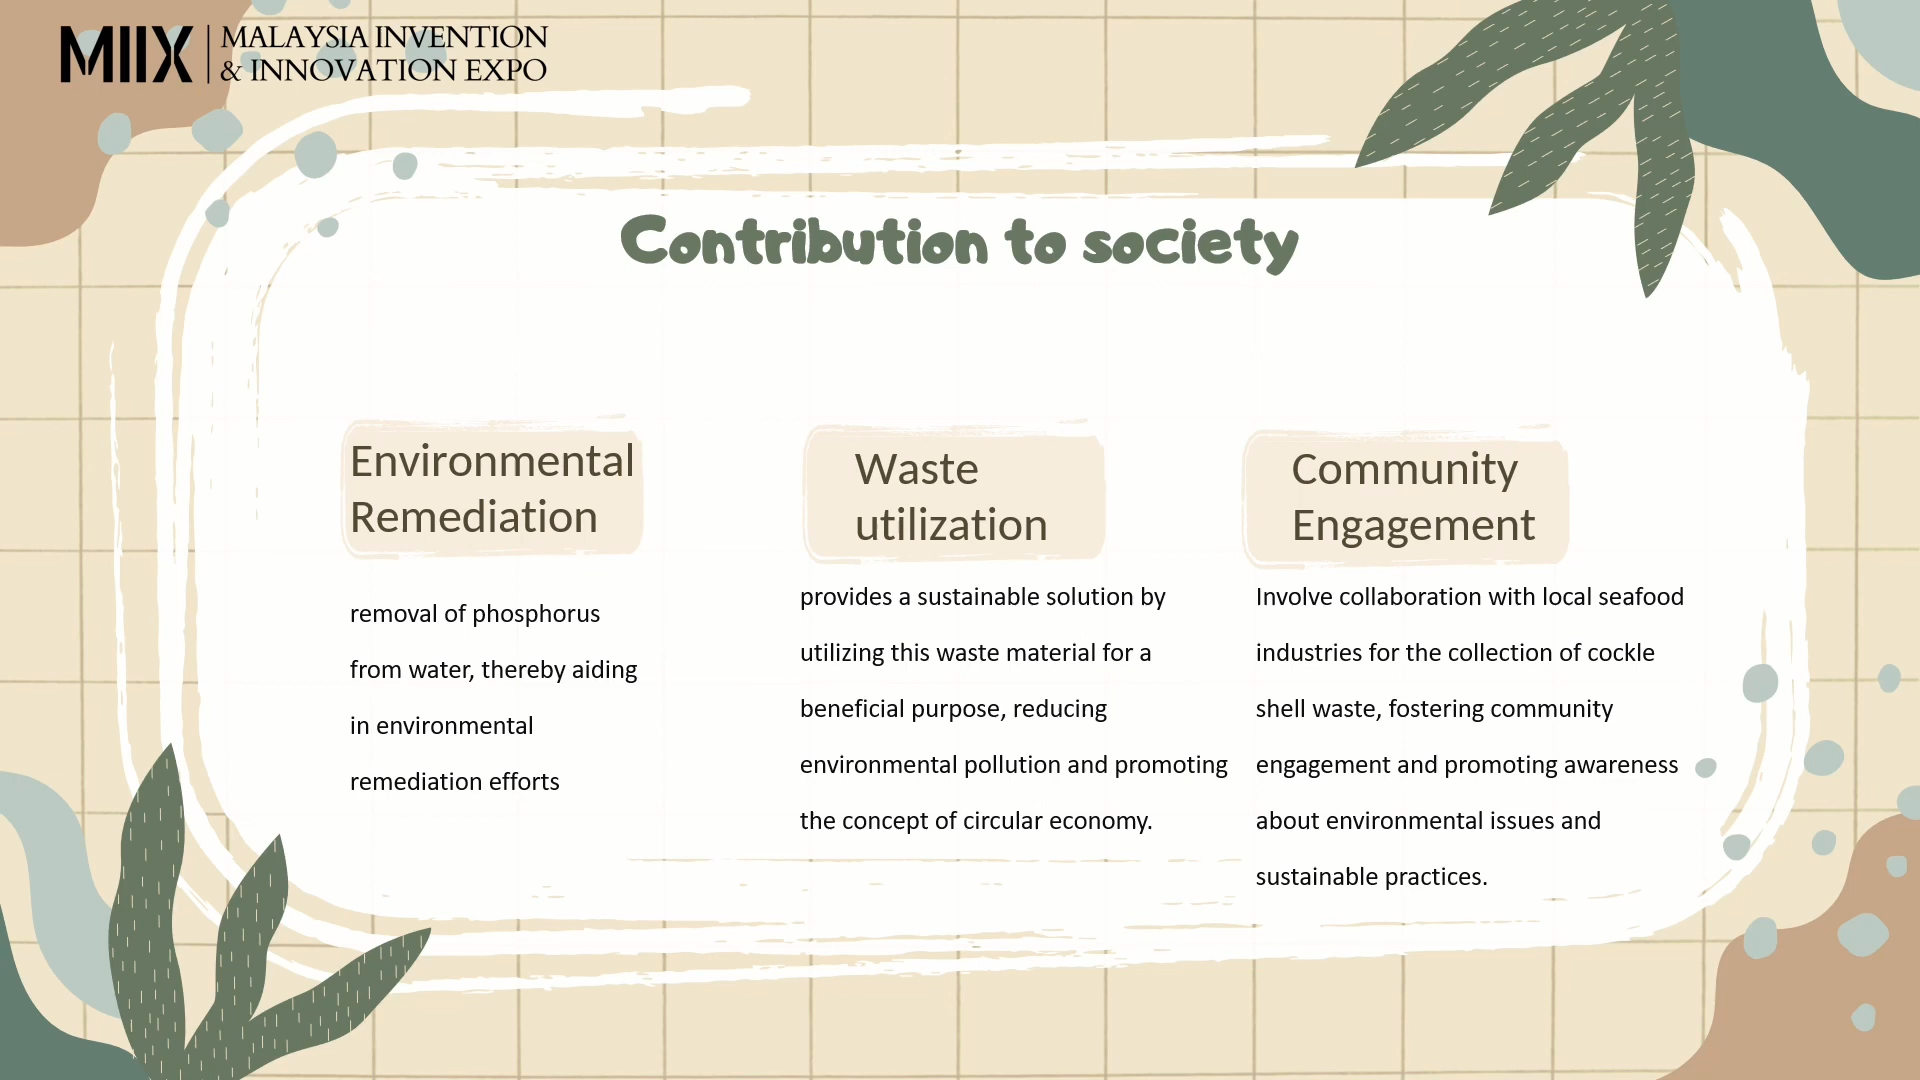 MIIX
MALAYSIA INVENTION
& INNOVATION EXPO
Contribution to society
Environmental
Remediation
removal of phosphorus
from water, thereby aiding
in environmental
remediation efforts
Waste
utilization
provides a sustainable solution by
utilizing this waste material for a
beneficial purpose, reducing
environmental pollution and promoting
the concept of circular economy.
Community
Engagement
Involve collaboration with local seafood
industries for the collection of cockle
shell waste, fostering community
engagement and promoting awareness
about environmental issues and
sustainable practices.